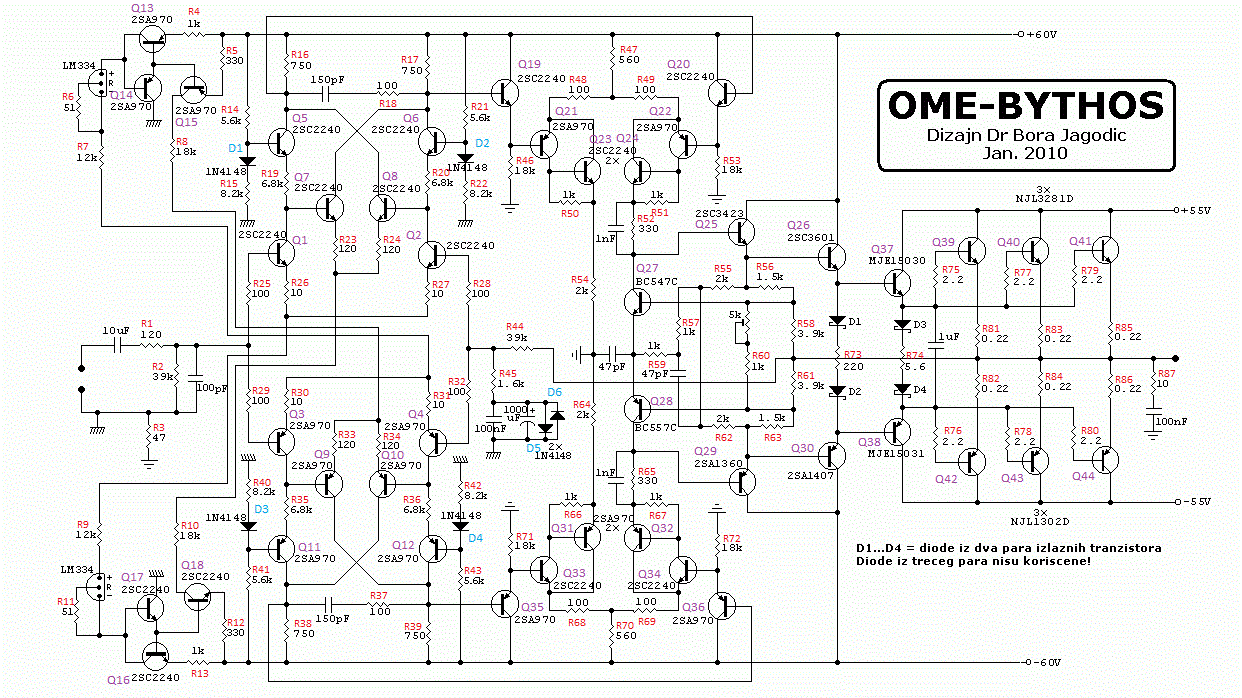 Q13
2SA970
R4
1k
+60V
R5
330
LM334
+
R
-
R6
51
Q14
2SA970
2SA970
Q15
R7
12k
R8
18k
R14
5.6k
D1
1N4148
R15
8.2k
R16
750
150pF
100
R18
R17
750
Q5
2SC2240
Q6
2SC2240
R21
5.6k
D2
1N4148
R22
8.2k
R19
6.8k
Q7
2SC2240
Q8
2SC2240
R20
6.8k
2SC2240
Q1
Q2
2SC2240
R23
120
R24
120
R25
100
R26
10
R27
10
R28
100
Q19
2SC2240
R46
18k
R47
560
R48
100
R49
100
Q20
2SC2240
Q21
2SA970
Q22
2SA970
Q23
2SC2240
2×
Q24
R53
18k
1k
R50
1k
R51
1nF
R52
330
Q25
2SC3423
Q26
2SC3601
OME-BYTHOS
Dizajn Dr Bora Jagodic
Jan. 2010
3×
NJL3281D
+55V
Q37
MJE15030
Q39
Q40
Q41
R75
2.2
R77
2.2
R79
2.2
Q27
BC547C
R54
2k
R55
2k
R56
1.5k
R57
1k
5k
R58
3.9k
D1
D3
1uF
R81
0.22
R83
0.22
R85
0.22
10uF
R1
120
R2
39k
100pF
R3
47
R44
39k
R45
1.6k
47pF
1k
R59
47pF
R60
1k
R61
3.9k
R73
220
R74
5.6
D2
D4
R82
0.22
R84
0.22
R86
0.22
R87
10
100nF
R29
100
R30
10
R31
10
R32
100
100nF
1000
uF
+
D6
D5
2×
1N4148
R64
2k
Q28
BC557C
2k
R62
1.5k
R63
Q3
2SA970
Q4
2SA970
R33
120
R34
120
Q9
2SA970
Q10
2SA970
Q29
2SA1360
Q30
2SA1407
Q38
MJE15031
R76
2.2
R78
2.2
R80
2.2
Q42
Q43
Q44
-55V
3×
NJL1302D
R40
8.2k
1N4148
D3
R35
6.8k
R36
6.8k
R42
8.2k
1N4148
D4
1nF
R65
330
1k
R66
1k
R67
R9
12k
R10
18k
Q11
2SA970
Q12
2SA970
R41
5.6k
R43
5.6k
R71
18k
Q31
2SA970
2×
Q32
R72
18k
Q33
2SC2240
Q34
2SC2240
LM334
+
R
-
R11
51
Q17
2SC2240
Q18
2SC2240
R12
330
R38
750
150pF
R37
100
R39
750
Q35
2SA970
100
R68
R70
560
100
R69
Q36
2SA970
Q16
2SC2240
1k
R13
-60V
D1...D4 = diode iz dva para izlaznih tranzistora
Diode iz treceg para nisu koriscene!